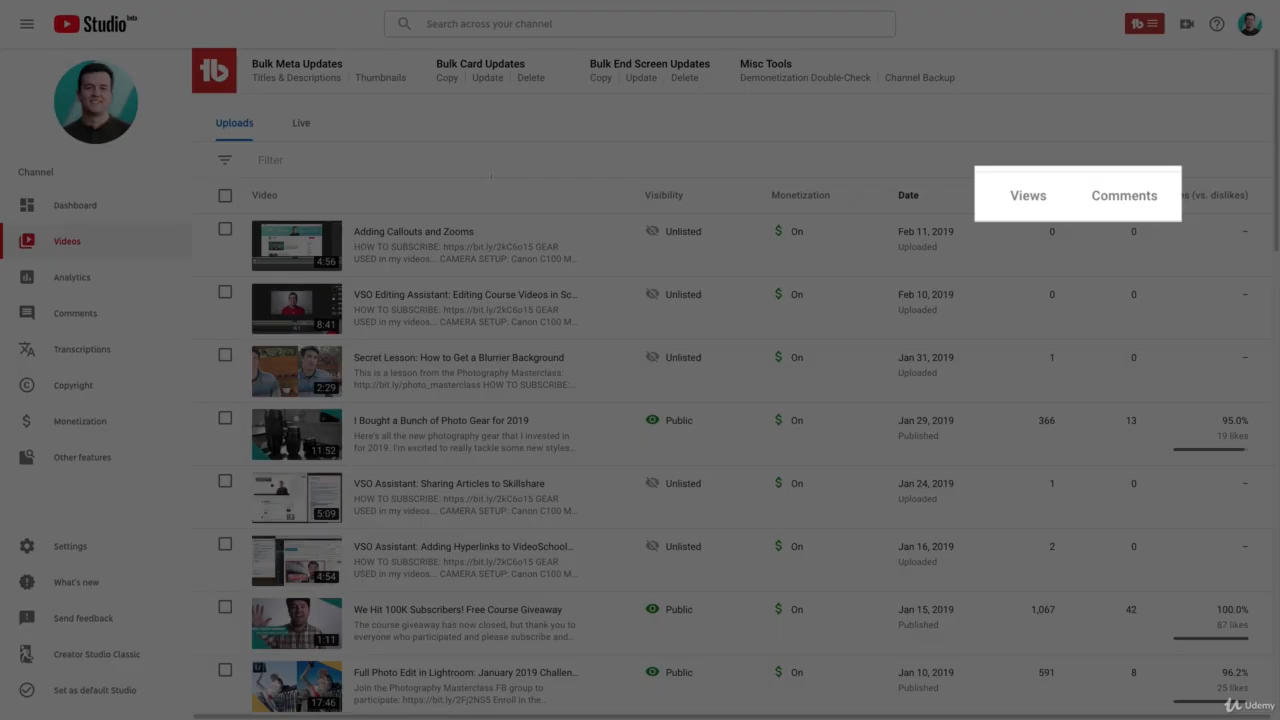 Studio beta
Search across your channel
Bulk Meta Updates
Titles & Descriptions | Thumbnails
Bulk Card Updates
Copy | Update | Delete
Bulk End Screen Updates
Copy | Update | Delete
Misc Tools
Demonetization Double-Check | Channel Backup
Uploads Live
Filter
Channel
Dashboard
Videos
Analytics
Comments
Transcriptions
Copyright
Monetization
Other features
Settings
What's new
Send feedback
Creator Studio Classic
Set as default Studio
Video Visibility Monetization Date Views Comments (vs. dislikes)
4:56
Adding Callouts and Zooms
HOW TO SUBSCRIBE: https://bit.ly/2kC6o15 GEAR
USED in my videos... CAMERA SETUP: Canon C100 M...
Unlisted $ On Feb 11, 2019 0 0 –
Uploaded
8:41
VSO Editing Assistant: Editing Course Videos in Sc...
HOW TO SUBSCRIBE: https://bit.ly/2kC6o15 GEAR
USED in my videos... CAMERA SETUP: Canon C100 M...
Unlisted $ On Feb 10, 2019 0 0 –
Uploaded
2:29
Secret Lesson: How to Get a Blurrier Background
This is a lesson from the Photography Masterclass:
http://bit.ly/photo_masterclass HOW TO SUBSCRIBE:...
Unlisted $ On Jan 31, 2019 1 0 –
Uploaded
11:52
I Bought a Bunch of Photo Gear for 2019
Here's all the new photography gear that I invested in
for 2019. I'm excited to really tackle some new styles...
Public $ On Jan 29, 2019 366 13 95.0%
Published 19 likes
5:09
VSO Assistant: Sharing Articles to Skillshare
HOW TO SUBSCRIBE: https://bit.ly/2kC6o15 GEAR
USED in my videos... CAMERA SETUP: Canon C100 M...
Unlisted $ On Jan 24, 2019 1 0 –
Uploaded
4:54
VSO Assistant: Adding Hyperlinks to VideoSchool...
HOW TO SUBSCRIBE: https://bit.ly/2kC6o15 GEAR
USED in my videos... CAMERA SETUP: Canon C100 M...
Unlisted $ On Jan 16, 2019 2 0 –
Uploaded
1:11
We Hit 100K Subscribers! Free Course Giveaway
The course giveaway has now closed, but thank you to
everyone who participated and please subscribe and...
Public $ On Jan 15, 2019 1,067 42 100.0%
Published 87 likes
17:46
Full Photo Edit in Lightroom: January 2019 Challen...
Join the Photography Masterclass FB group to
participate: https://bit.ly/2Fj2NS5 Enroll in the...
Public $ On Jan 10, 2019 591 8 96.2%
Published 25 likes
Udemy